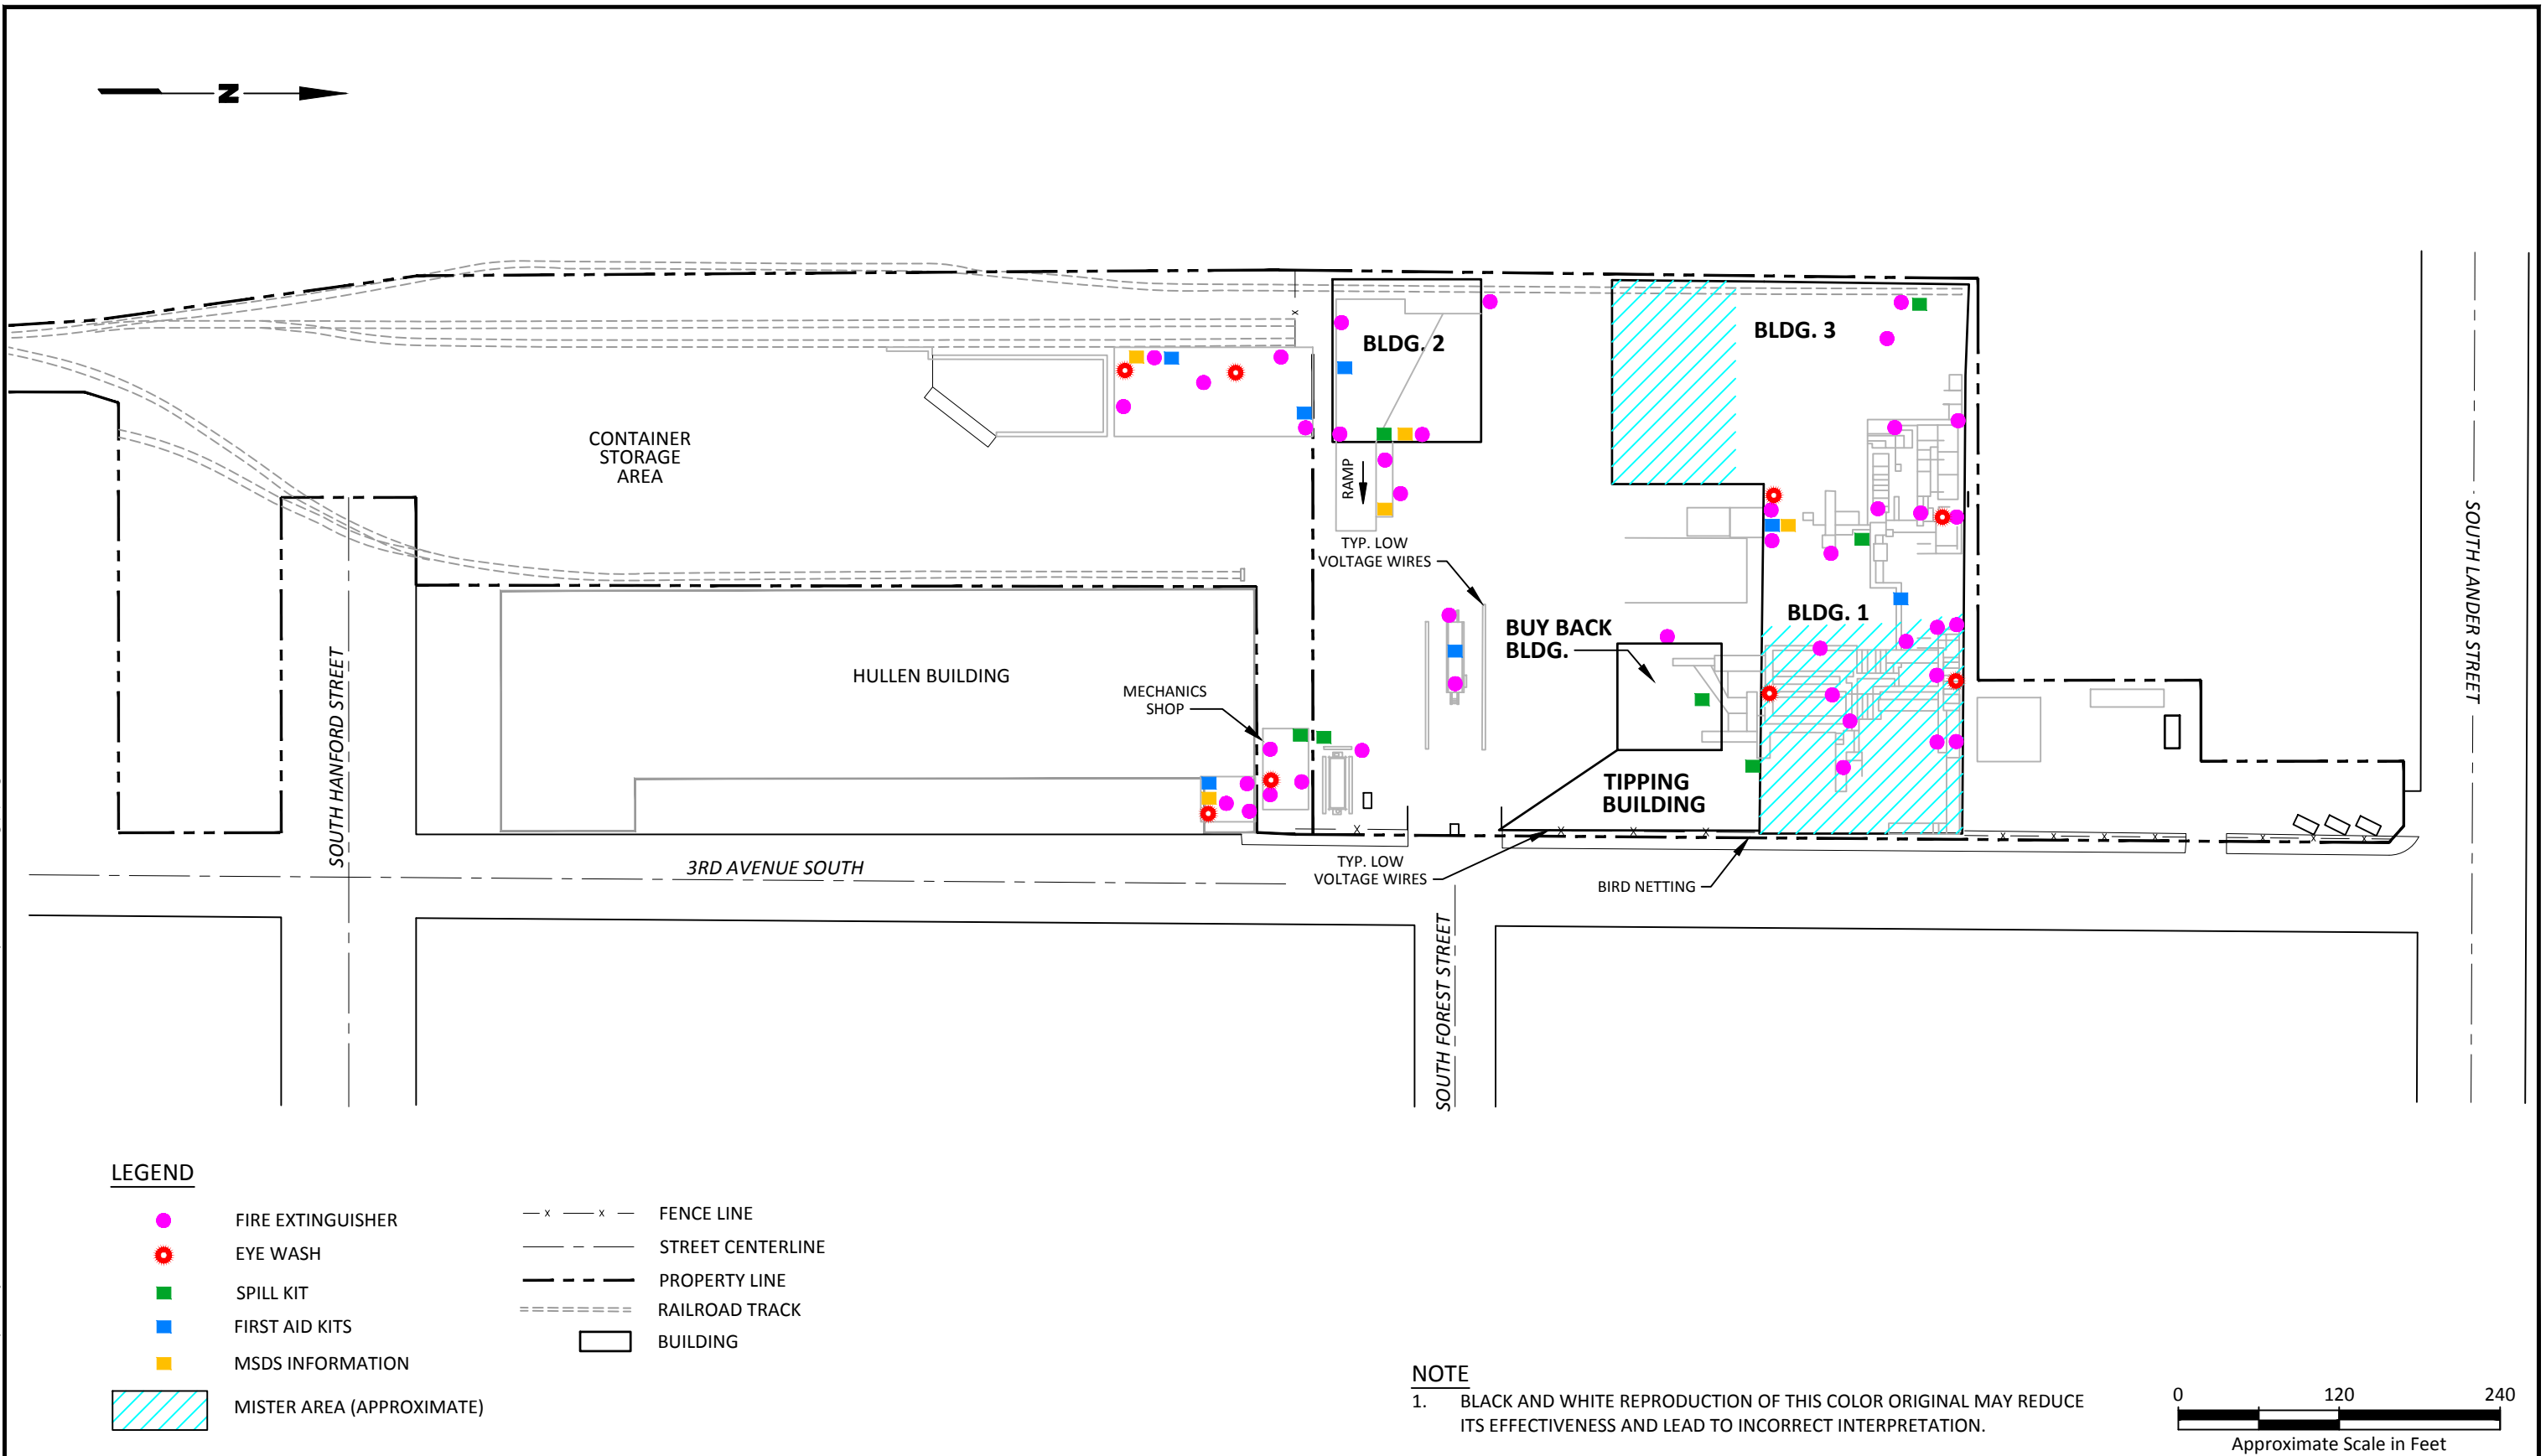 N
BLDG. 2
BLDG. 3
CONTAINER
STORAGE
AREA
RAMP
TYP. LOW
VOLTAGE WIRES
BUY BACK
BLDG.
BLDG. 1
HULLEN BUILDING
MECHANICS
SHOP
TIPPING
BUILDING
SOUTH HANFORD STREET
SOUTH LANDER STREET
3RD AVENUE SOUTH
TYP. LOW
VOLTAGE WIRES
BIRD NETTING
SOUTH FOREST STREET
x
X
X
X
X
X
X
X
X
X
X
X
LEGEND
FIRE EXTINGUISHER
EYE WASH
SPILL KIT
FIRST AID KITS
MSDS INFORMATION
MISTER AREA (APPROXIMATE)
x x FENCE LINE
STREET CENTERLINE
PROPERTY LINE
RAILROAD TRACK
BUILDING
NOTE
1. BLACK AND WHITE REPRODUCTION OF THIS COLOR ORIGINAL MAY REDUCE
ITS EFFECTIVENESS AND LEAD TO INCORRECT INTERPRETATION.
0 120 240
Approximate Scale in Feet